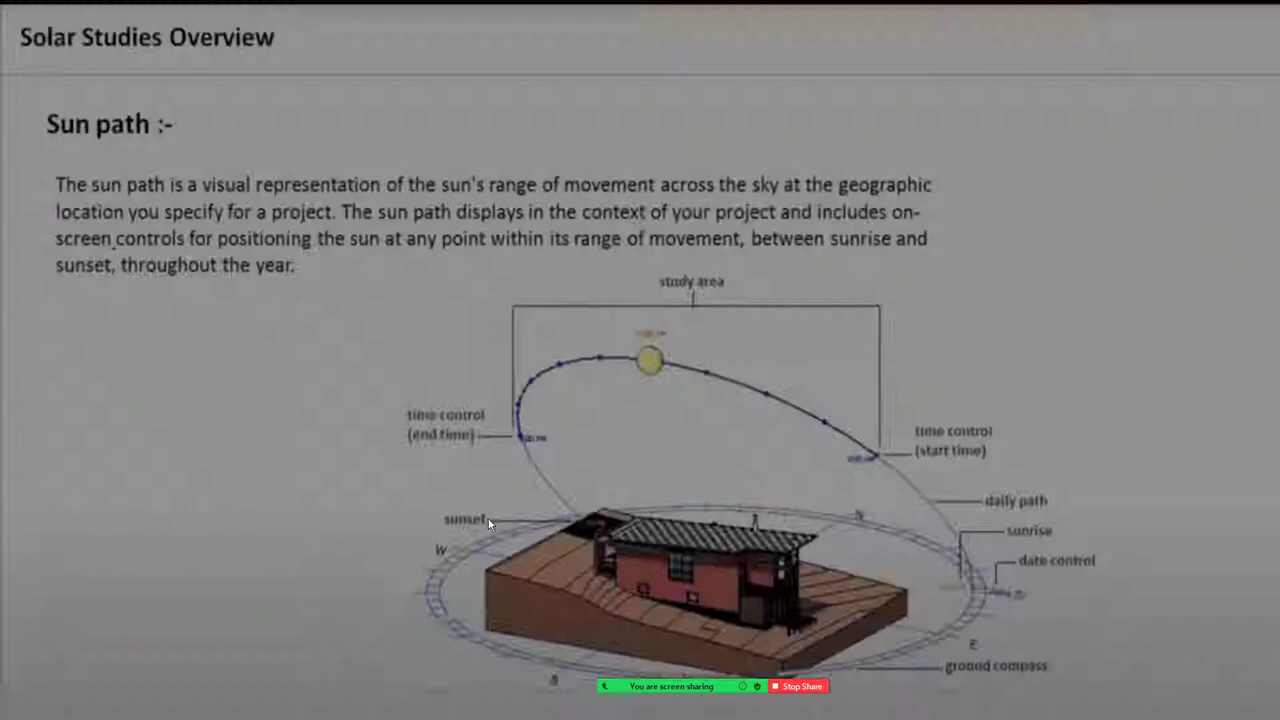 Solar Studies Overview
Sun path :-
The sun path is a visual representation of the sun's range of movement across the sky at the geographic
location you specify for a project. The sun path displays in the context of your project and includes on-
screen controls for positioning the sun at any point within its range of movement, between sunrise and
sunset, throughout the year.
study area
time control
(end time)
time control
(start time)
daily path
sunset
N
sunrise
W
date control
E
ground compass
S
You are screen sharing
Stop Share